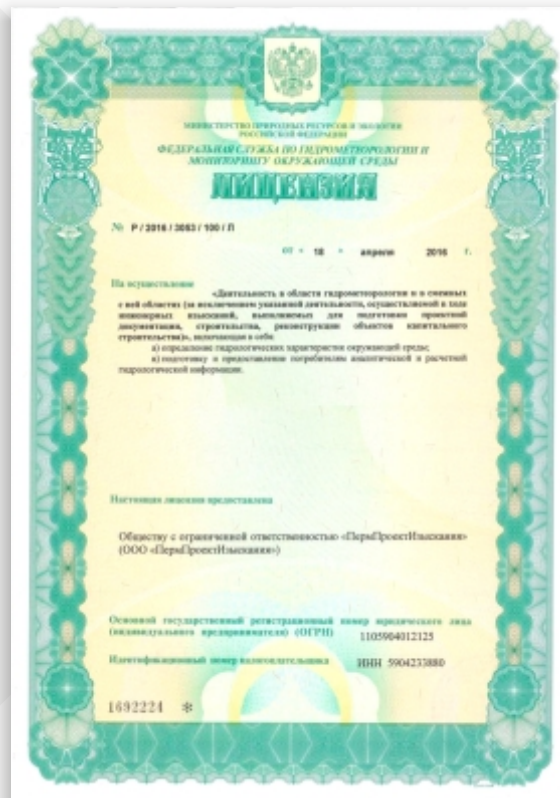 МИНИСТЕРСТВО ПРИРОДНЫХ РЕСУРСОВ И ЭКОЛОГИИ
РОССИЙСКОЙ ФЕДЕРАЦИИ
ФЕДЕРАЛЬНАЯ СЛУЖБА ПО ГИДРОМЕТЕОРОЛОГИИ И
МОНИТОРИНГУ ОКРУЖАЮЩЕЙ СРЕДЫ
ЛИЦЕНЗИЯ
№ Р / 2016 / 3053 / 100 / Л
от « 18 » апреля 2016 г.
На осуществление
«Деятельность в области гидрометеорологии и в смежных
с ней областях (за исключением указанной деятельности, осуществляемой в ходе
инженерных изысканий, выполняемых для подготовки проектной
документации, строительства, реконструкции объектов капитального
строительства)», включающая в себя:
а) определение гидрологических характеристик окружающей среды;
в) подготовку и предоставление потребителям аналитической и расчетной
гидрологической информации.
Настоящая лицензия предоставлена
Обществу с ограниченной ответственностью «ПермПроектИзыскания»
(ООО «ПермПроектИзыскания»)
Основной государственный регистрационный номер юридического лица
(индивидуального предпринимателя) (ОГРН) 1105904012125
Идентификационный номер налогоплательщика ИНН 5904233880
1692224 *